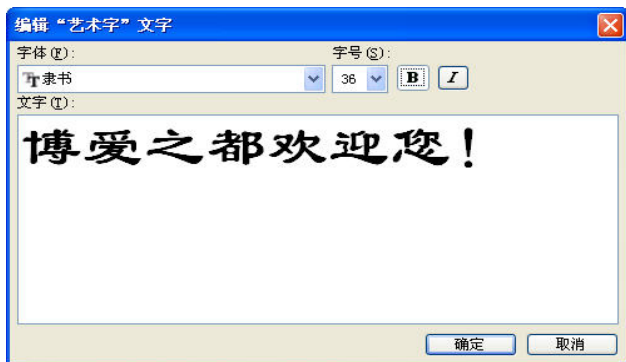 编辑“艺术字”文字
字体(F): 字号(S):
隶书 36 B I
文字(T):
博爱之都欢迎您!
确定 取消